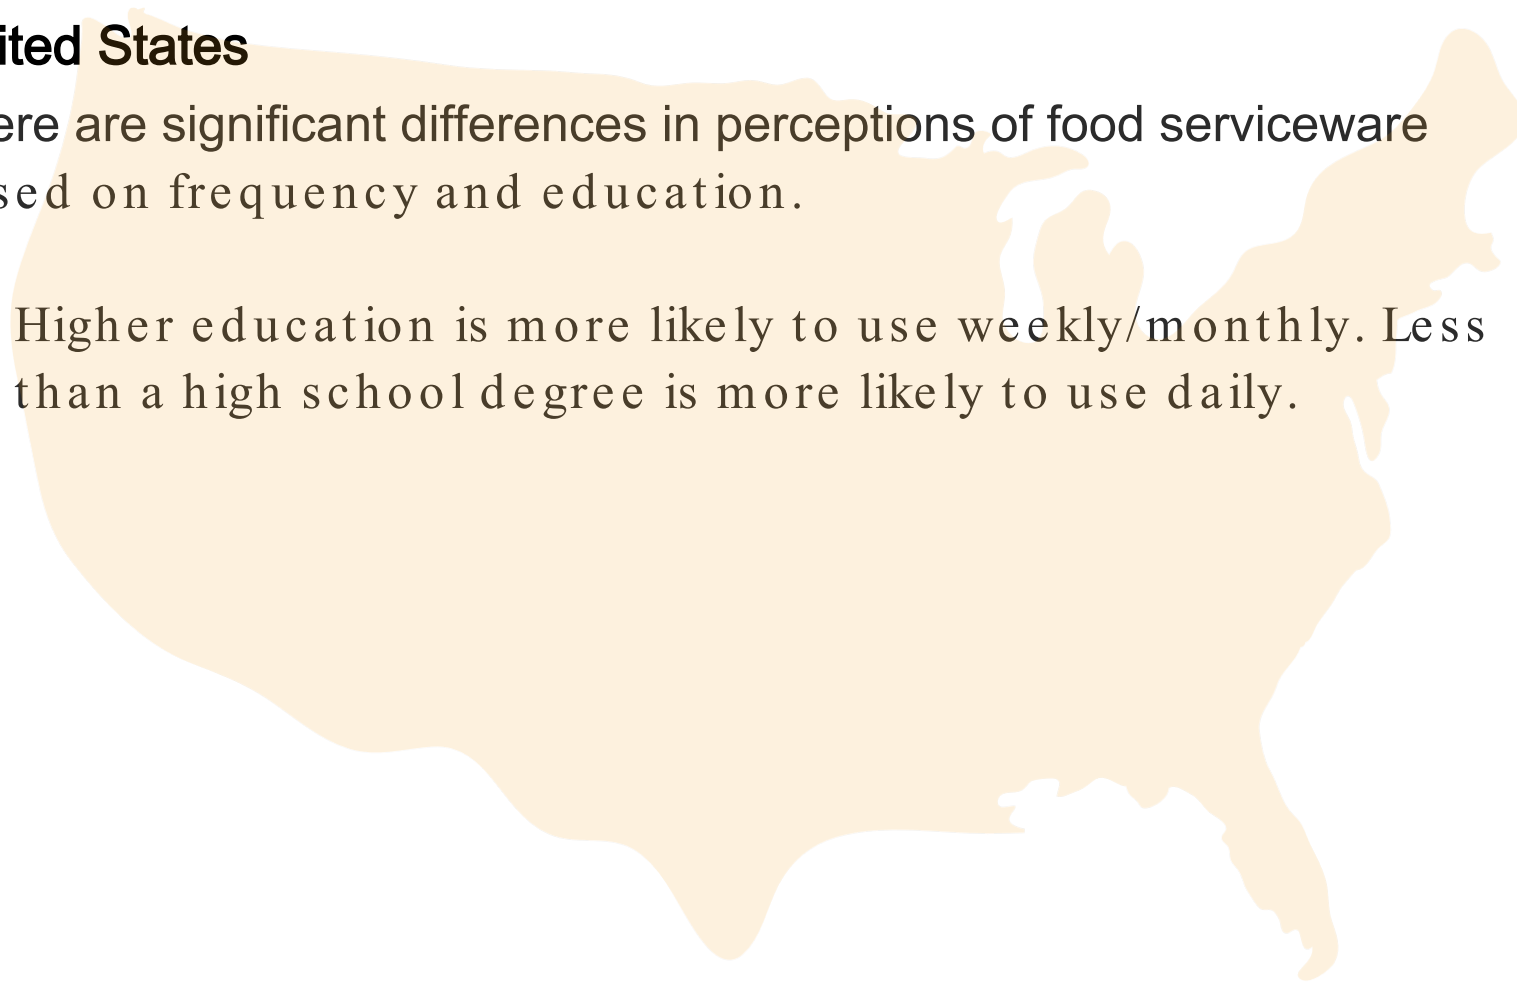 ited States
ere are significant differences in perceptions of food serviceware
sed on frequency and education.
Higher education is more likely to use weekly/monthly. Less
than a high school degree is more likely to use daily.